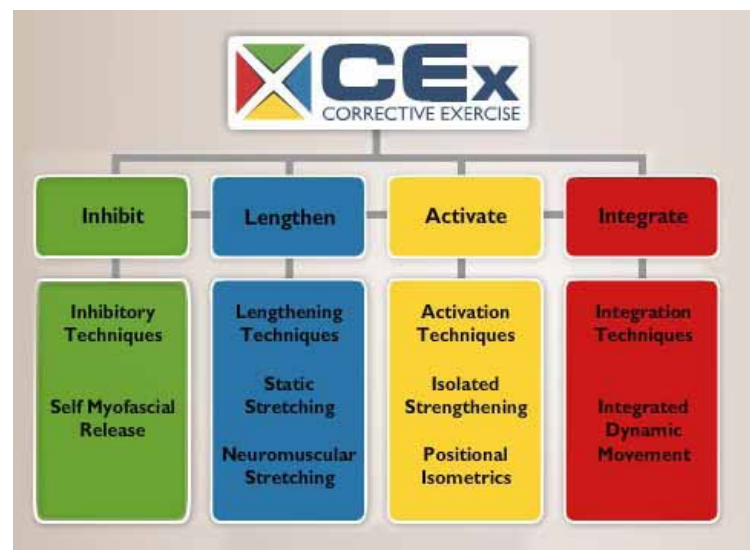 CEx
CORRECTIVE EXERCISE
Inhibit
Lengthen
Activate
Integrate
Inhibitory
Techniques
Self Myofascial
Release
Lengthening
Techniques
Static
Stretching
Neuromuscular
Stretching
Activation
Techniques
Isolated
Strengthening
Positional
Isometrics
Integration
Techniques
Integrated
Dynamic
Movement